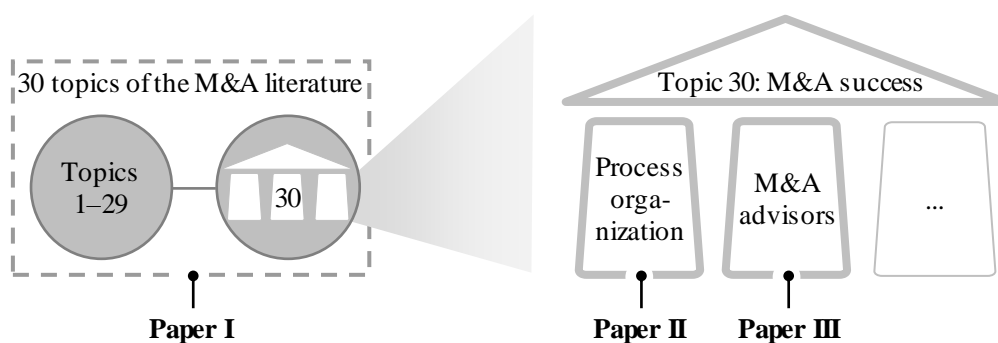 30 topics of the M&A literature
Topics
1–29
30
Paper I
Topic 30: M&A success
Process
orga-
nization
M&A
advisors
...
Paper II
Paper III